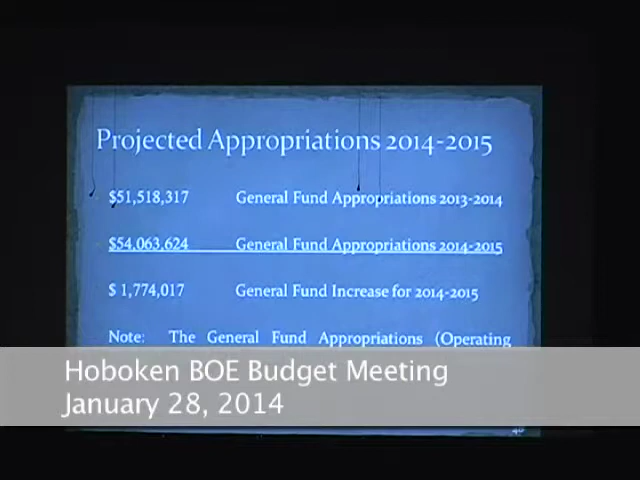 Projected Appropriations 2014-2015
$51,518,317 General Fund Appropriations 2013-2014
$54,063,624 General Fund Appropriations 2014-2015
$ 1,774,017 General Fund Increase for 2014-2015
Note: The General Fund Appropriations (Operating
Hoboken BOE Budget Meeting
January 28, 2014